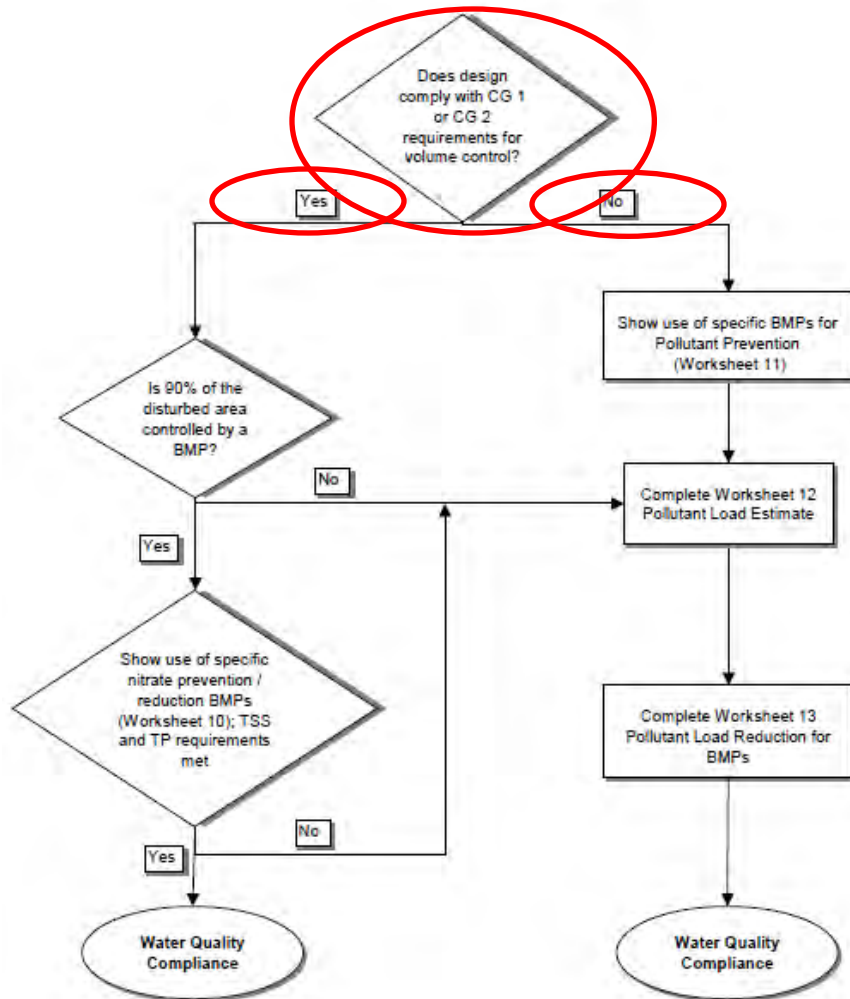 Does design
comply with CG 1
or CG 2
requirements for
volume control?
Yes
No
Show use of specific BMPs for
Pollutant Prevention
(Worksheet 11)
Is 90% of the
disturbed area
controlled by a
BMP?
No
Complete Worksheet 12
Pollutant Load Estimate
Yes
Show use of specific
nitrate prevention /
reduction BMPs
(Worksheet 10); TSS
and TP requirements
met
Complete Worksheet 13
Pollutant Load Reduction for
BMPs
No
Yes
Water Quality
Compliance
Water Quality
Compliance